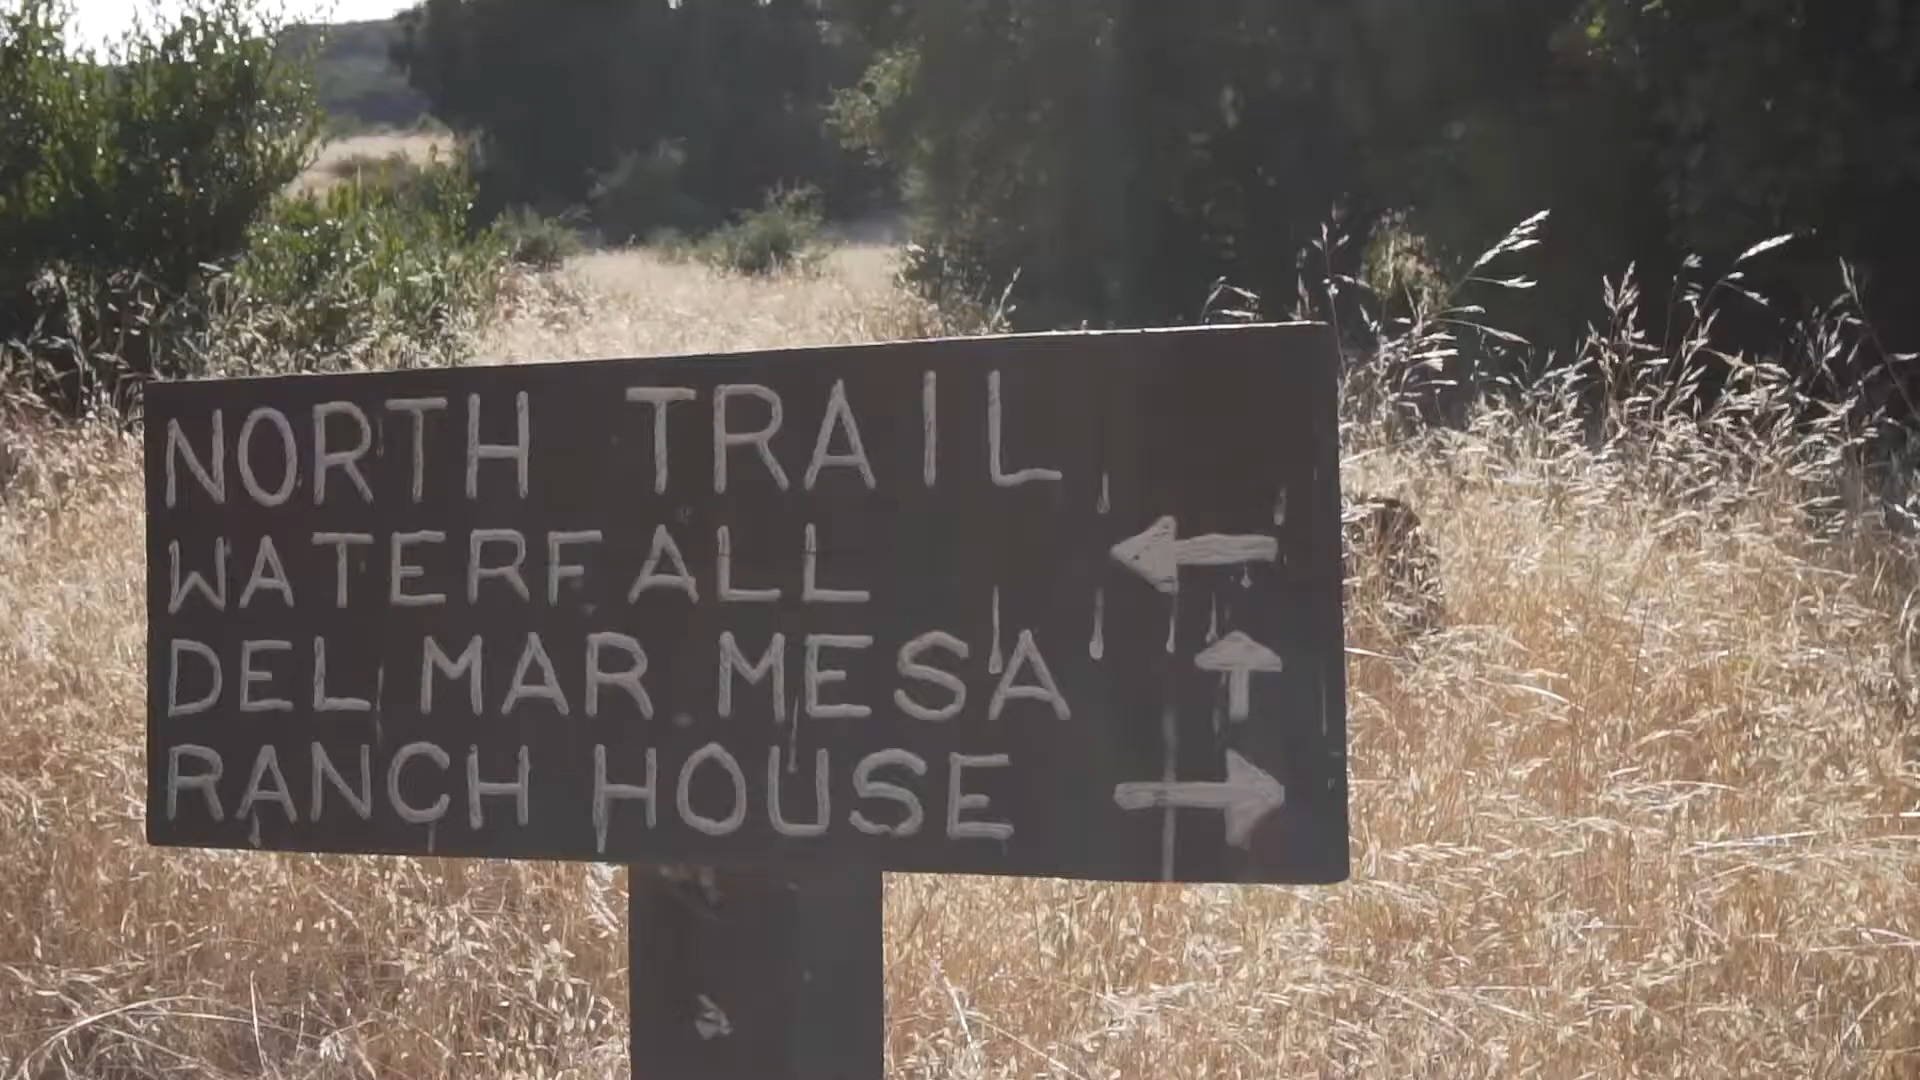 NORTH TRAIL
WATERFALL ←
DEL MAR MESA ↑
RANCH HOUSE →